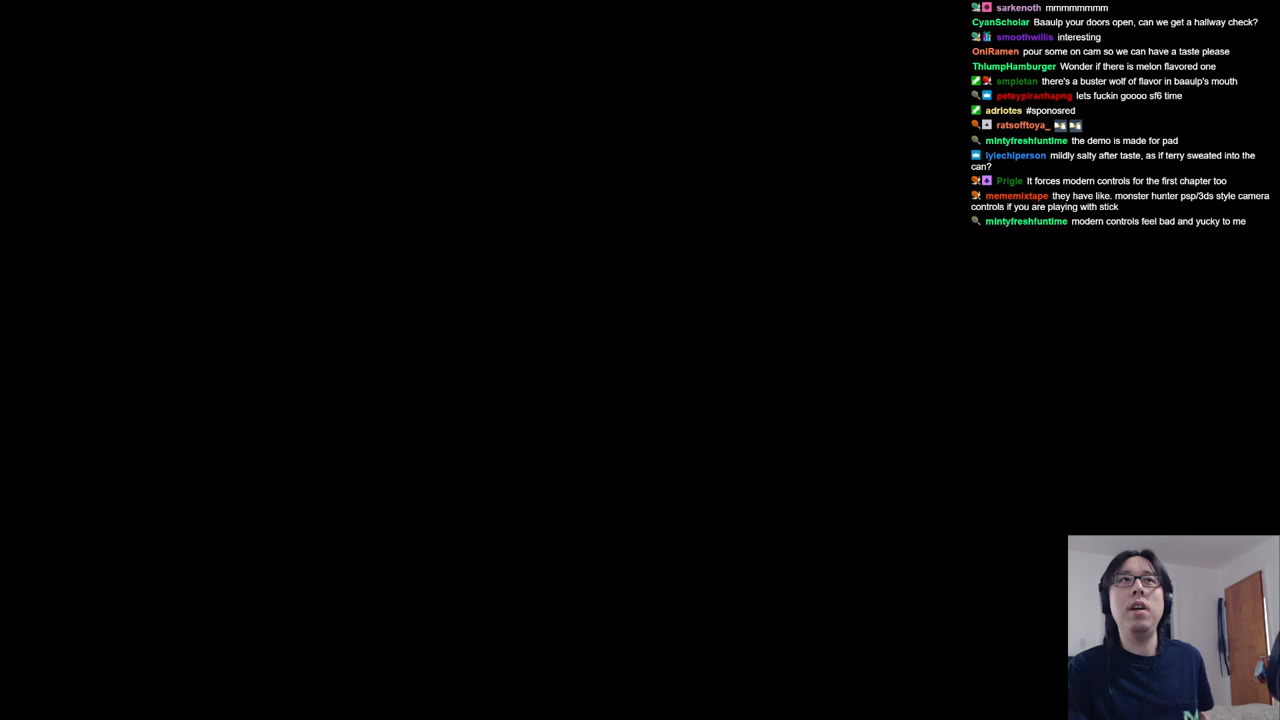 sarkenoth mmmmmmmm
CyanScholar Baaulp your doors open, can we get a hallway check?
smoothwillis interesting
OniRamen pour some on cam so we can have a taste please
ThlumpHamburger Wonder if there is melon flavored one
smpletan there's a buster wolf of flavor in baaulp's mouth
peteypiranhapng lets fuckin goooo sf6 time
adriotes #sponosred
ratsofftoya_
mintyfreshfuntime the demo is made for pad
lylechiperson mildly salty after taste, as if terry sweated into the
can?
Prigle It forces modern controls for the first chapter too
mememixtape they have like. monster hunter psp/3ds style camera
controls if you are playing with stick
mintyfreshfuntime modern controls feel bad and yucky to me